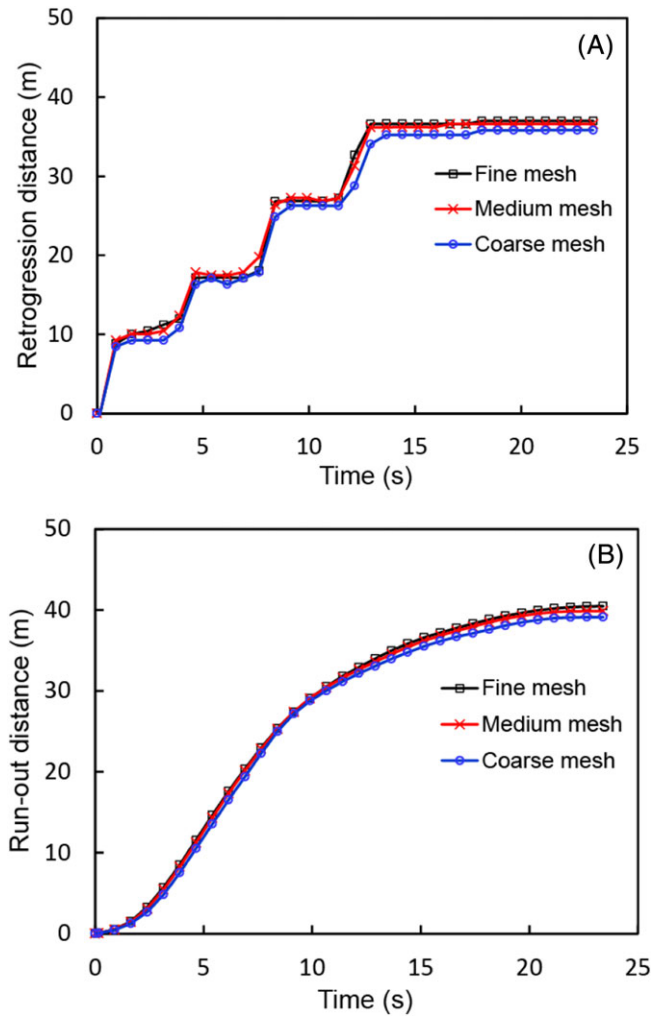 50
(A)
40
30
20
10
0
Retrogression distance (m)
Fine mesh
Medium mesh
Coarse mesh
0 5 10 15 20 25
Time (s)
50
(B)
40
30
20
10
0
Run-out distance (m)
Fine mesh
Medium mesh
Coarse mesh
0 5 10 15 20 25
Time (s)